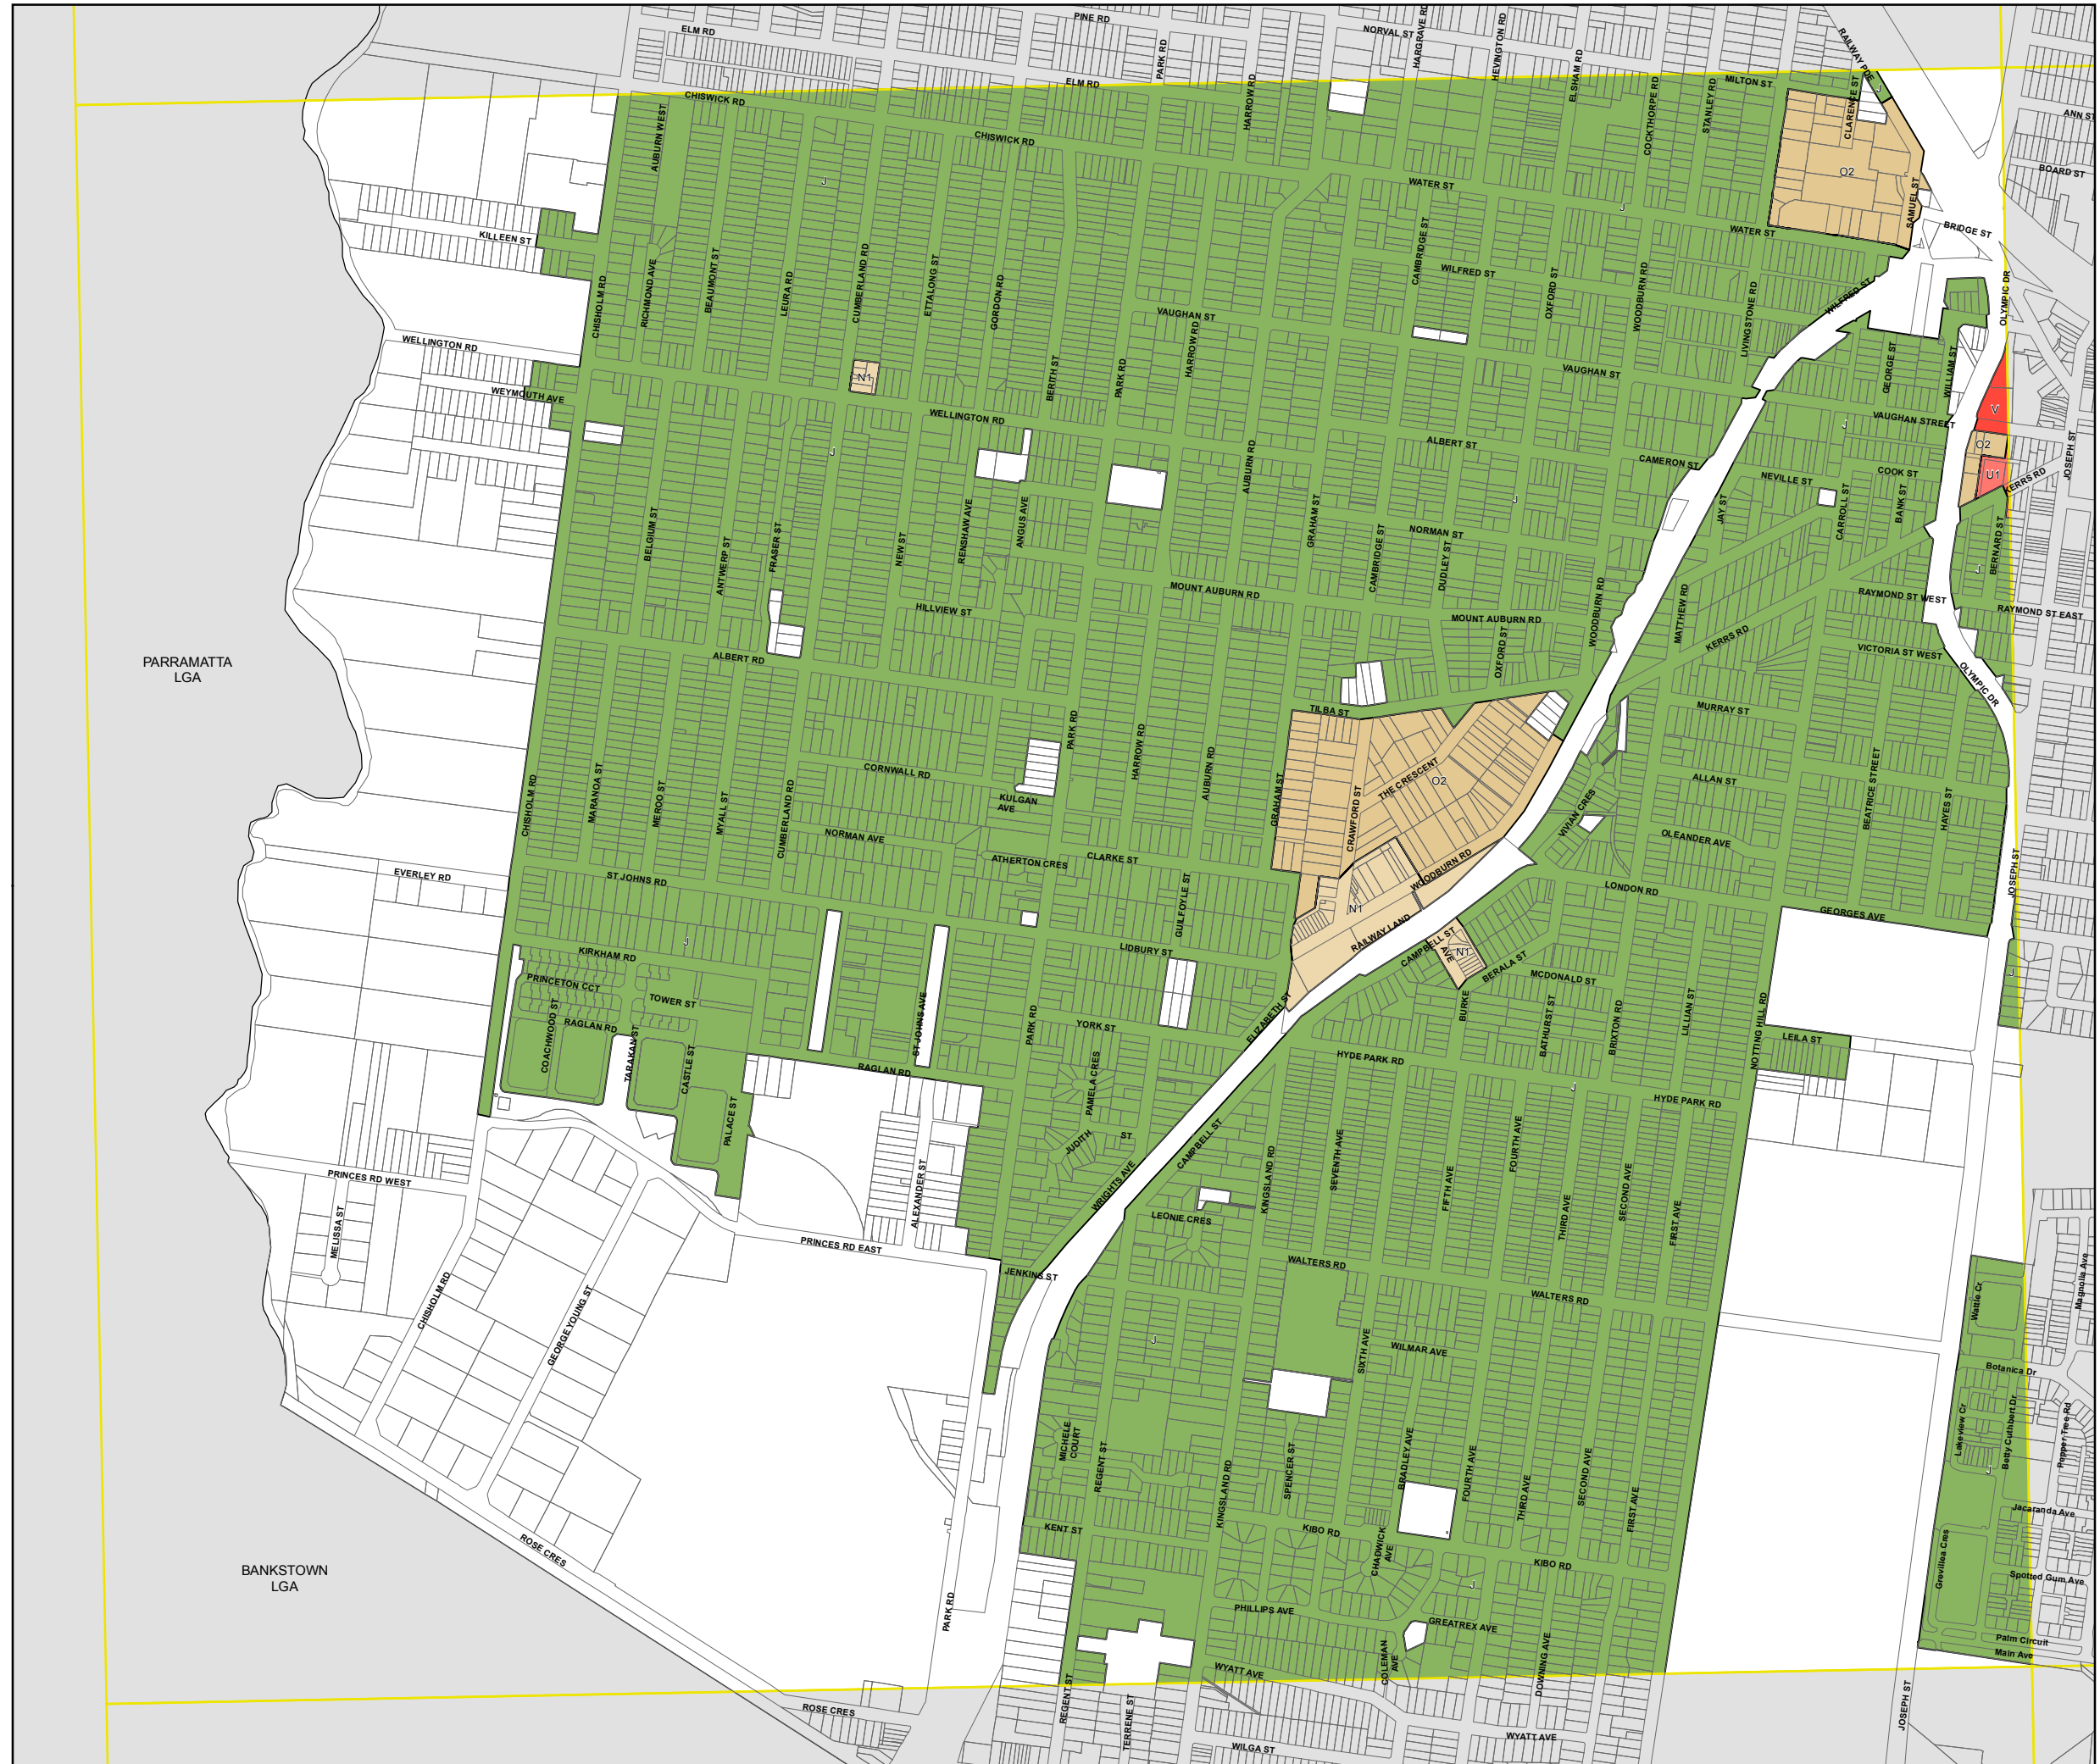 PINE RD
ELM RD
NORVAL ST
HARGRAVE RD
HEVINGTON RD
PARK RD
RAILWAY PDE
ELM RD
HARROW RD
ELSHAM RD
COCKTHORPE RD
STANLEY RD
MILTON ST
CLARENCE ST
J
CHISWICK RD
AUBURN WEST
CHISWICK RD
ANN ST
BOARD ST
O2
WATER ST
J
J
SAMUEL ST
WATER ST
BRIDGE ST
KILLEEN ST
CHISHOLM RD
RICHMOND AVE
BEAUMONT ST
LEURA RD
CUMBERLAND RD
ETTALONG ST
GORDON RD
CAMBRIDGE ST
WILFRED ST
OXFORD ST
WOODBURN RD
LIVINGSTONE RD
WILFRED ST
OLYMPIC DR
VAUGHAN ST
HARROW RD
WELLINGTON RD
GEORGE ST
WILLIAM ST
N1
BERITH ST
PARK RD
VAUGHAN ST
WEYMOUTH AVE
V
VAUGHAN STREET
J
WELLINGTON RD
O2
J
AUBURN RD
ALBERT ST
CAMERON ST
NEVILLE ST
COOK ST
U1
KERRS RD
JOSEPH ST
BELGIUM ST
ANTWERP ST
FRASER ST
NEW ST
RENSHAW AVE
ANGUS AVE
GRAHAM ST
CAMBRIDGE ST
NORMAN ST
DUDLEY ST
J
JAY ST
CARROLL ST
BANK ST
BERNARD ST
J
HILLVIEW ST
MOUNT AUBURN RD
MOUNT AUBURN RD
OXFORD ST
WOODBURN RD
MATTHEW RD
KERRS RD
RAYMOND ST WEST
RAYMOND ST EAST
VICTORIA ST WEST
PARRAMATTA
LGA
ALBERT RD
OLYMPIC DR
TILBA ST
MURRAY ST
PARK RD
HARROW RD
AUBURN RD
CHISHOLM RD
MARANOA ST
MEROO ST
MYALL ST
CUMBERLAND RD
CORNWALL RD
KULGAN
AVE
GRAHAM ST
CRAWFORD ST
THE CRESCENT
O2
VIVIAN CRES
ALLAN ST
BEATRICE STREET
HAYES ST
NORMAN AVE
ATHERTON CRES
CLARKE ST
OLEANDER AVE
EVERLEY RD
ST JOHNS RD
WOODBURN RD
LONDON RD
JOSEPH ST
GUILFOYLE ST
N1
GEORGES AVE
J
KIRKHAM RD
LIDBURY ST
RAILWAY LAND
CAMPBELL ST
AVE
N1
BERALA ST
MCDONALD ST
J
PRINCETON CCT
TOWER ST
COACHWOOD ST
RAGLAN RD
TARAKAN ST
CASTLE ST
PALACE ST
ST JOHNS AVE
RAGLAN RD
PARK RD
YORK ST
PAMELA CRES
ELIZABETH ST
BURKE
BATHURST ST
BRIXTON RD
LILLIAN ST
NOTTING HILL RD
LEILA ST
HYDE PARK RD
J
HYDE PARK RD
JUDITH
ST
CAMPBELL ST
WRIGHTS AVE
KINGSLAND RD
SEVENTH AVE
FIFTH AVE
FOURTH AVE
THIRD AVE
SECOND AVE
FIRST AVE
PRINCES RD WEST
MELISSA ST
ALEXANDER ST
PRINCES RD EAST
LEONIE CRES
WALTERS RD
JENKINS ST
WALTERS RD
CHISHOLM RD
GEORGE YOUNG ST
J
SIXTH AVE
WILMAR AVE
Wattle Cr
Magnolia Ave
Botanica Dr
Lakeview Cr
Betty Cuthbert Dr
Pepper Tree Rd
J
MICHELE
COURT
REGENT ST
KINGSLAND RD
SPENCER ST
BRADLEY AVE
FOURTH AVE
THIRD AVE
SECOND AVE
FIRST AVE
Jacaranda Ave
KENT ST
KIBO RD
CHADWICK
AVE
KIBO RD
J
Grevillea Cres
Spotted Gum Ave
ROSE CRES
BANKSTOWN
LGA
PARK RD
PHILLIPS AVE
GREATREX AVE
COLEMAN
AVE
DOWNING AVE
Palm Circuit
Main Ave
WYATT AVE
ROSE CRES
REGENT ST
TERRENE ST
WILGA ST
WYATT AVE
JOSEPH ST